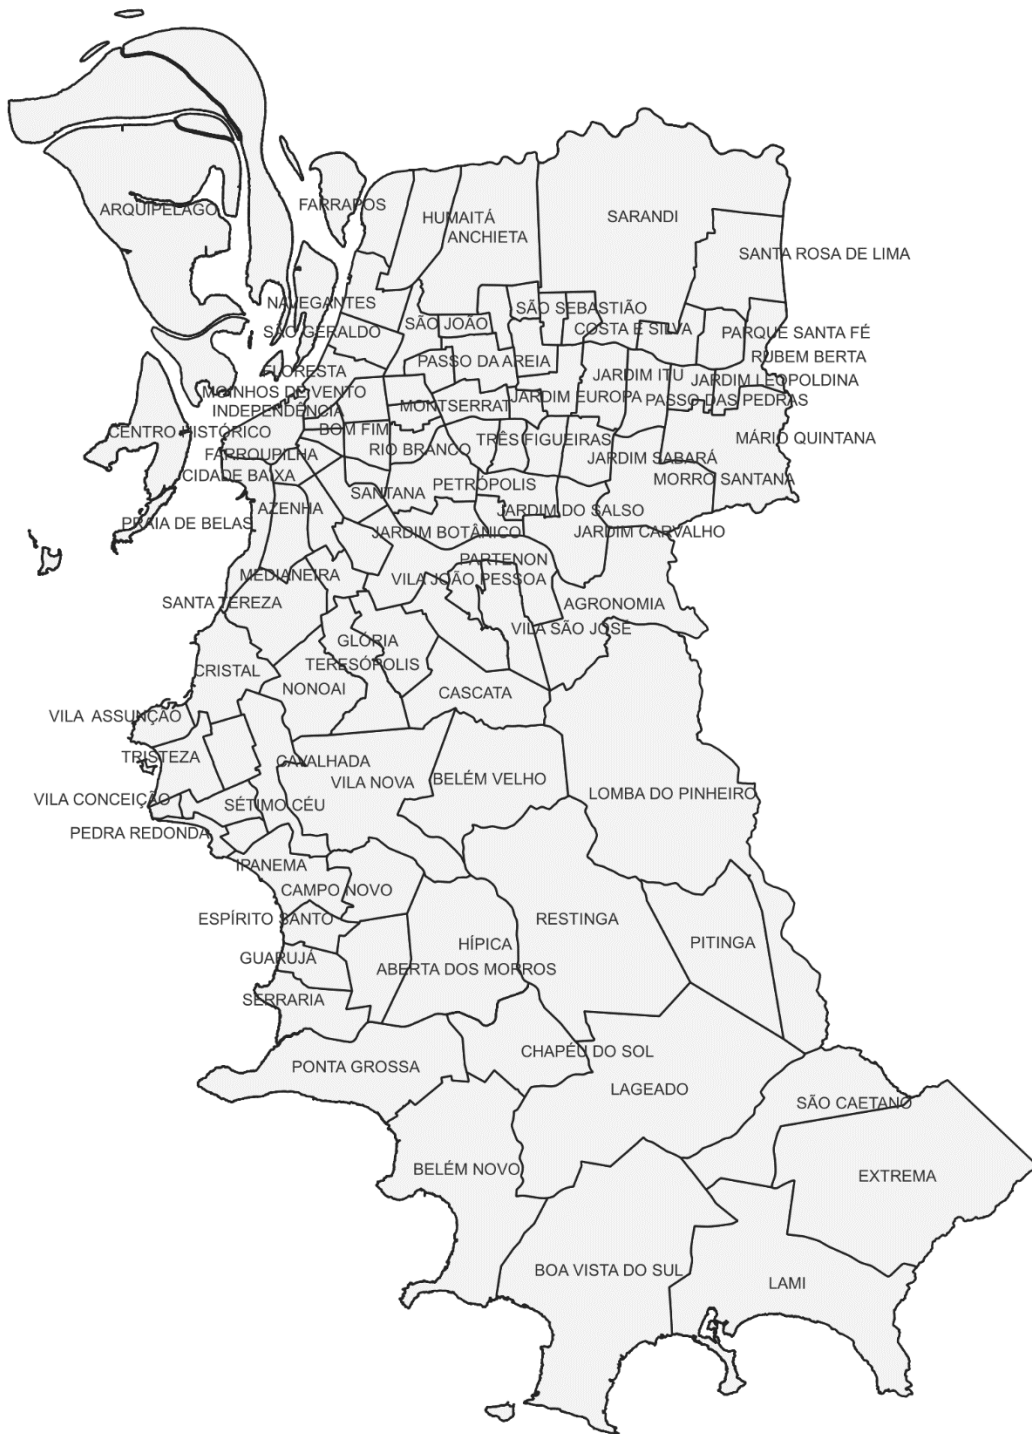 ARQUIPÉLAGO
FARRAPOS
HUMAITÁ
SARANDI
ANCHIETA
SANTA ROSA DE LIMA
NAVEGANTES
SÃO SEBASTIÃO
SÃO GERALDO
SÃO JOÃO
COSTA E SILVA
PARQUE SANTA FÉ
RUBEM BERTA
FLORESTA
PASSO DA AREIA
JARDIM ITU
JARDIM LEOPOLDINA
MOINHOS DE VENTO
JARDIM EUROPA
PASSO DAS PEDRAS
INDEPENDÊNCIA
MONTSERRAT
CENTRO HISTÓRICO
BOM FIM
TRÊS FIGUEIRAS
MÁRIO QUINTANA
FARROUPILHA
RIO BRANCO
JARDIM SABARÁ
CIDADE BAIXA
MORRO SANTANA
SANTANA
PETRÓPOLIS
AZENHA
JARDIM DO SALSO
PRAIA DE BELAS
JARDIM BOTÂNICO
JARDIM CARVALHO
PARTENON
MEDIANEIRA
VILA JOÃO PESSOA
SANTA TEREZA
AGRONOMIA
VILA SÃO JOSÉ
GLÓRIA
TERESÓPOLIS
CRISTAL
NONOAI
CASCATA
VILA ASSUNÇÃO
TRISTEZA
CAVALHADA
VILA NOVA
BELÉM VELHO
LOMBA DO PINHEIRO
VILA CONCEIÇÃO
SÉTIMO CÉU
PEDRA REDONDA
IPANEMA
CAMPO NOVO
ESPÍRITO SANTO
RESTINGA
HÍPICA
PITINGA
GUARUJÁ
ABERTA DOS MORROS
SERRARIA
CHAPÉU DO SOL
PONTA GROSSA
LAGEADO
SÃO CAETANO
BELÉM NOVO
EXTREMA
BOA VISTA DO SUL
LAMI